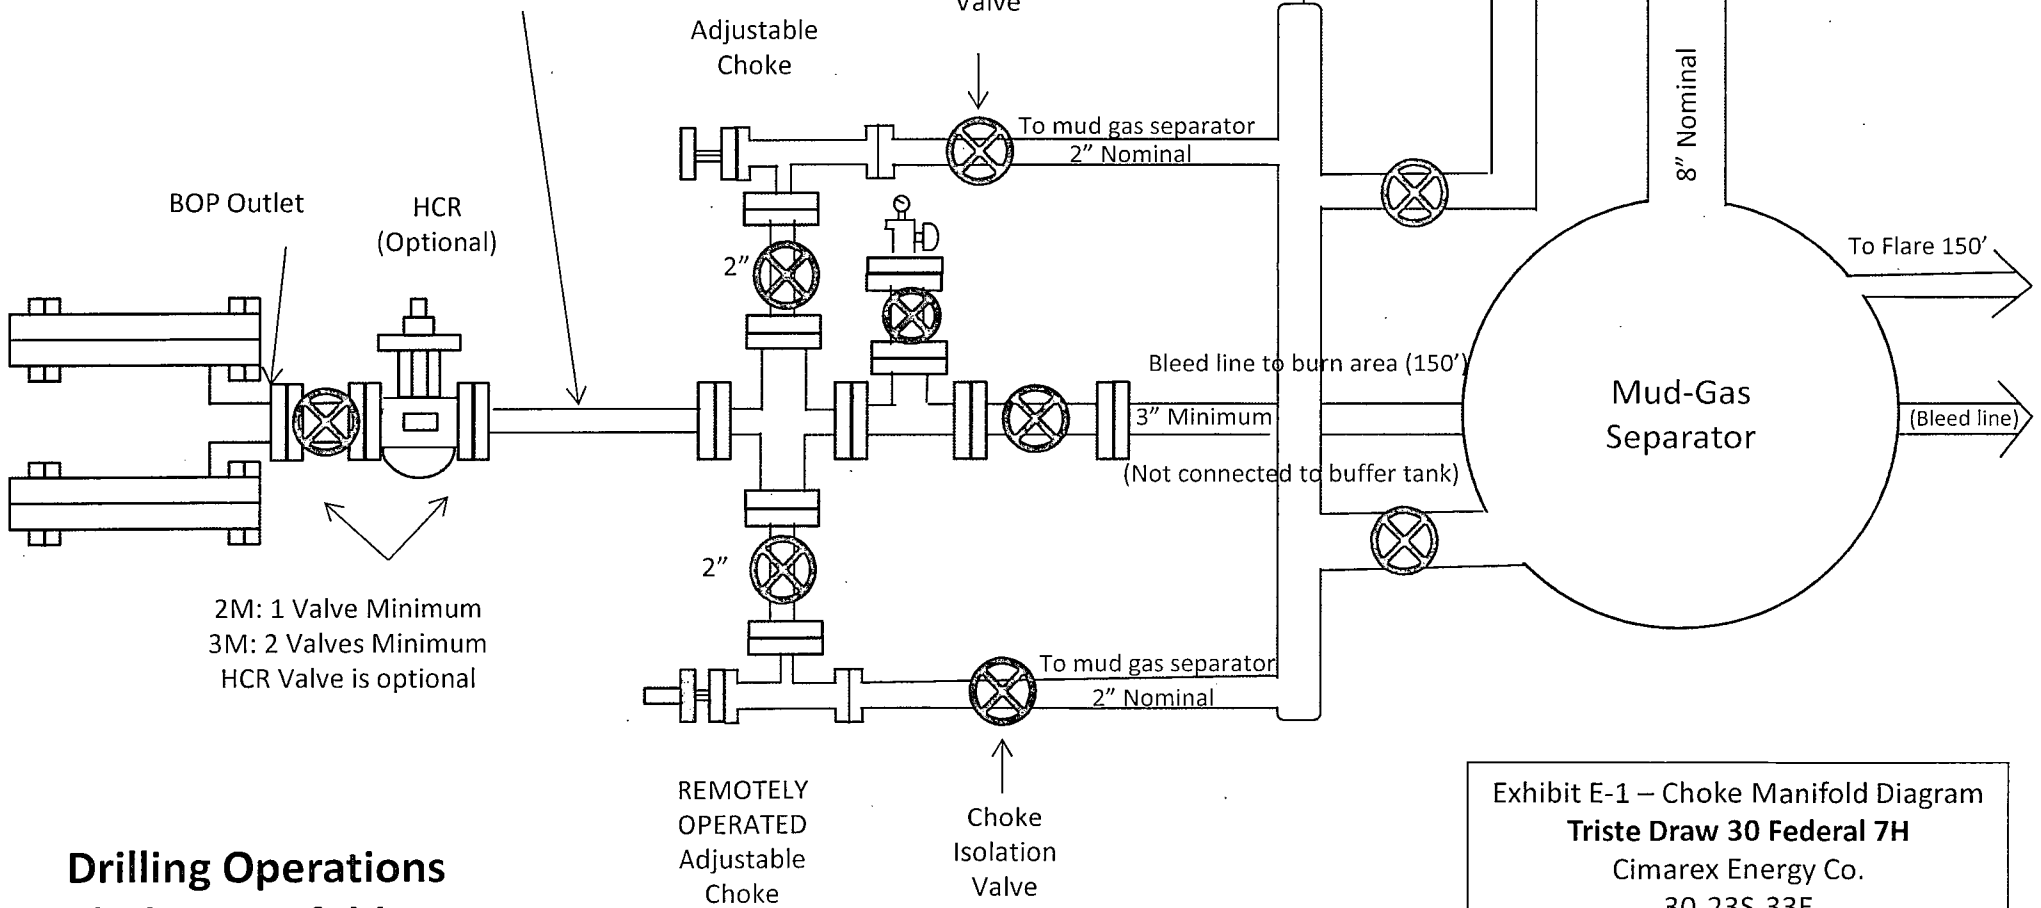 Valve
Adjustable
Choke
To mud gas separator
2” Nominal
8” Nominal
BOP Outlet
HCR
(Optional)
2”
To Flare 150’
Bleed line to burn area (150’)
3” Minimum
(Not connected to buffer tank)
Mud-Gas
Separator
(Bleed line)
2”
2M: 1 Valve Minimum
3M: 2 Valves Minimum
HCR Valve is optional
To mud gas separator
2” Nominal
REMOTELY
OPERATED
Adjustable
Choke
Choke
Isolation
Valve
Drilling Operations
Exhibit E-1 – Choke Manifold Diagram
Triste Draw 30 Federal 7H
Cimarex Energy Co.
30-23S-33E